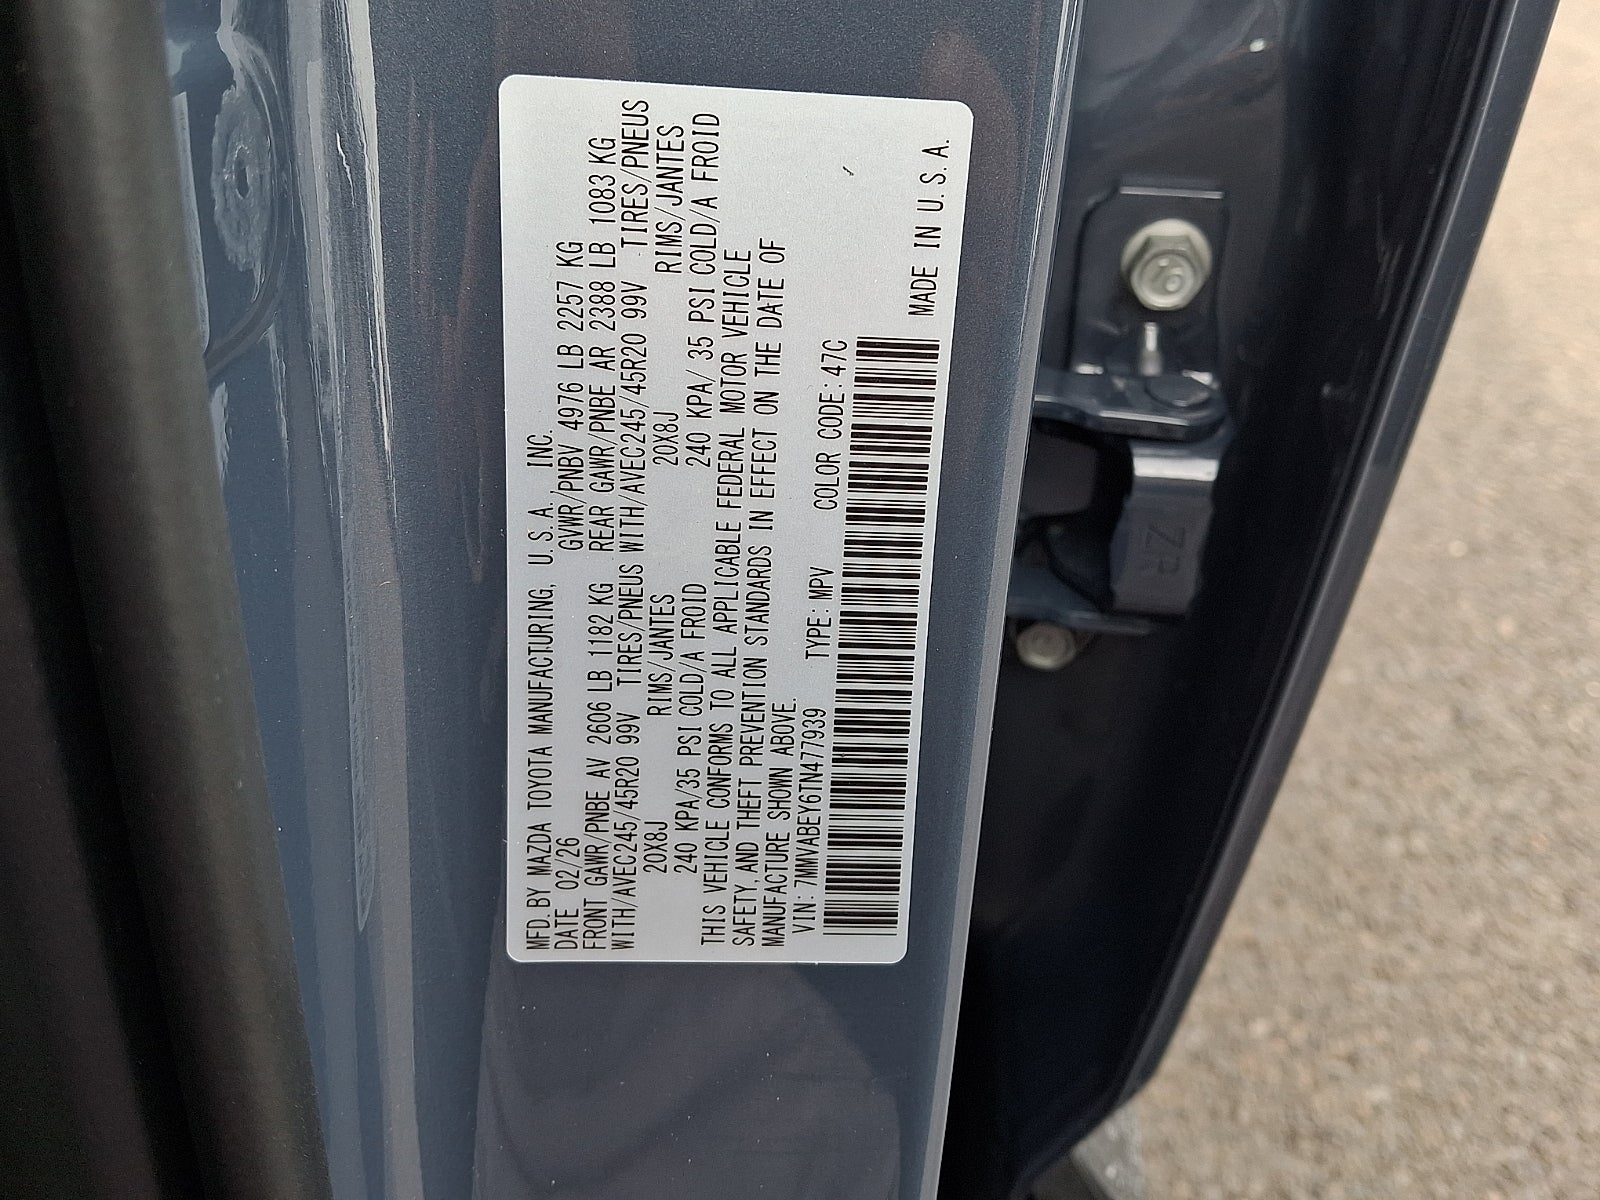 MFD.BY MAZDA TOYOTA MANUFACTURING, U.S.A. INC.
DATE 02/26 GVWR/PNBV 4976 LB 2257 KG
FRONT GAWR/PNBE AV 2606 LB 1182 KG REAR GAWR/PNBE AR 2388 LB 1083 KG
WITH/AVEC245/45R20 99V TIRES/PNEUS WITH/AVEC245/45R20 99V TIRES/PNEUS
20X8J RIMS/JANTES 20X8J RIMS/JANTES
240 KPA/35 PSI COLD/A FROID 240 KPA/ 35 PSI COLD/A FROID
THIS VEHICLE CONFORMS TO ALL APPLICABLE FEDERAL MOTOR VEHICLE
SAFETY, AND THEFT PREVENTION STANDARDS IN EFFECT ON THE DATE OF
MANUFACTURE SHOWN ABOVE.
VIN: 7MMVABEY6TN477939 TYPE: MPV COLOR CODE: 47C
MADE IN U.S.A.
ZR